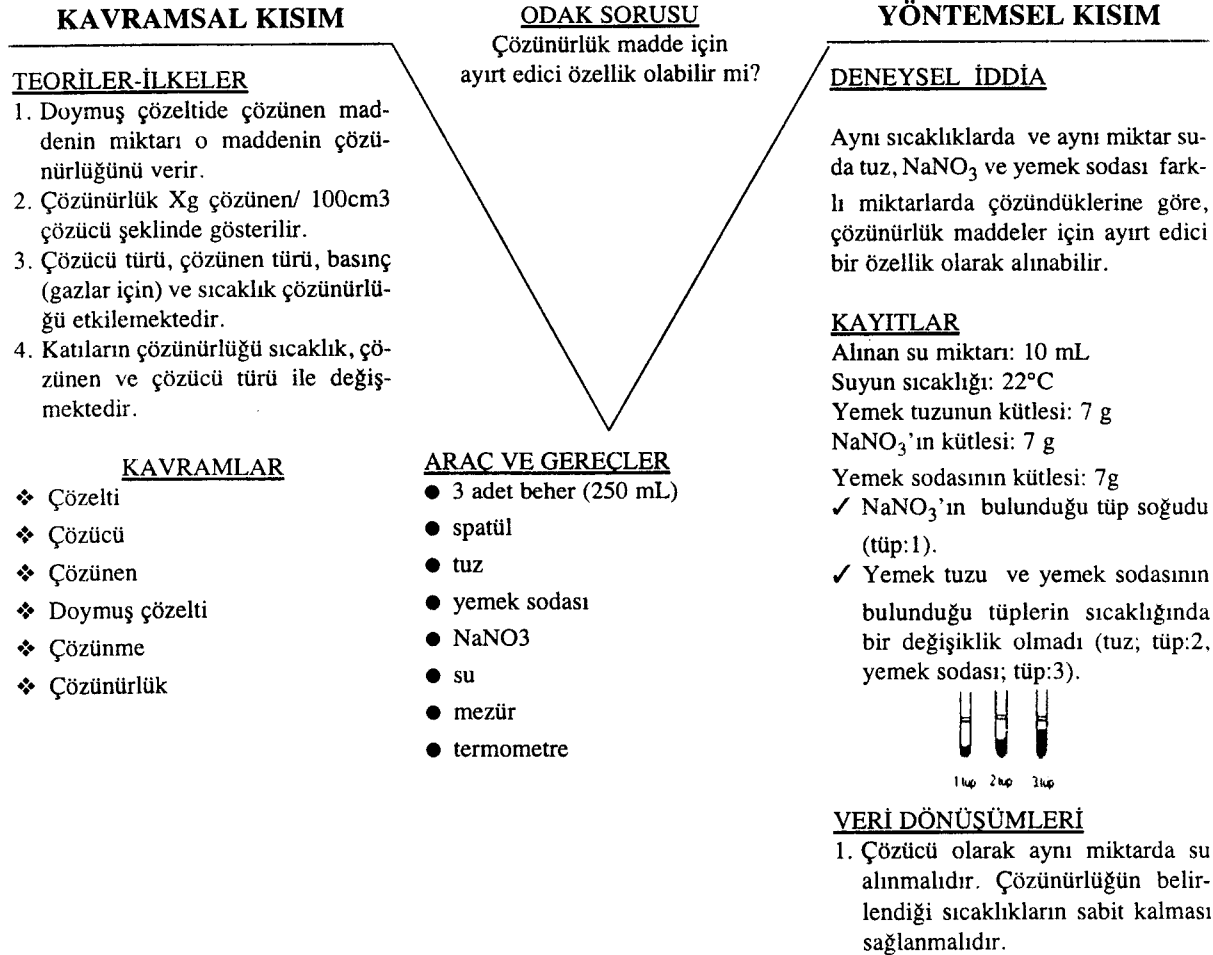 KAVRAMSAL KISIM
TEORİLER-İLKELER
1. Doymuş çözeltide çözünen mad-
denin miktarı o maddenin çözü-
nürlüğünü verir.
2. Çözünürlük Xg çözünen/ 100cm3
çözücü şeklinde gösterilir.
3. Çözücü türü, çözünen türü, basınç
(gazlar için) ve sıcaklık çözünürlü-
ğü etkilemektedir.
4. Katıların çözünürlüğü sıcaklık, çö-
zünen ve çözücü türü ile değiş-
mektedir.
KAVRAMLAR
❖ Çözelti
❖ Çözücü
❖ Çözünen
❖ Doymuş çözelti
❖ Çözünme
❖ Çözünürlük
ODAK SORUSU
Çözünürlük madde için
ayırt edici özellik olabilir mi?
ARAÇ VE GEREÇLER
● 3 adet beher (250 mL)
● spatül
● tuz
● yemek sodası
● NaNO3
● su
● mezür
● termometre
YÖNTEMSEL KISIM
DENEYSEL İDDİA
Aynı sıcaklıklarda ve aynı miktar su-
da tuz, NaNO₃ ve yemek sodası fark-
lı miktarlarda çözündüklerine göre,
çözünürlük maddeler için ayırt edici
bir özellik olarak alınabilir.
KAYITLAR
Alınan su miktarı: 10 mL
Suyun sıcaklığı: 22°C
Yemek tuzunun kütlesi: 7 g
NaNO₃'ın kütlesi: 7 g
Yemek sodasının kütlesi: 7g
✓ NaNO₃'ın bulunduğu tüp soğudu
(tüp:1).
✓ Yemek tuzu ve yemek sodasının
bulunduğu tüplerin sıcaklığında
bir değişiklik olmadı (tuz; tüp:2,
yemek sodası; tüp:3).
1 tüp 2 tüp 3 tüp
VERİ DÖNÜŞÜMLERİ
1. Çözücü olarak aynı miktarda su
alınmalıdır. Çözünürlüğün belir-
lendiği sıcaklıkların sabit kalması
sağlanmalıdır.